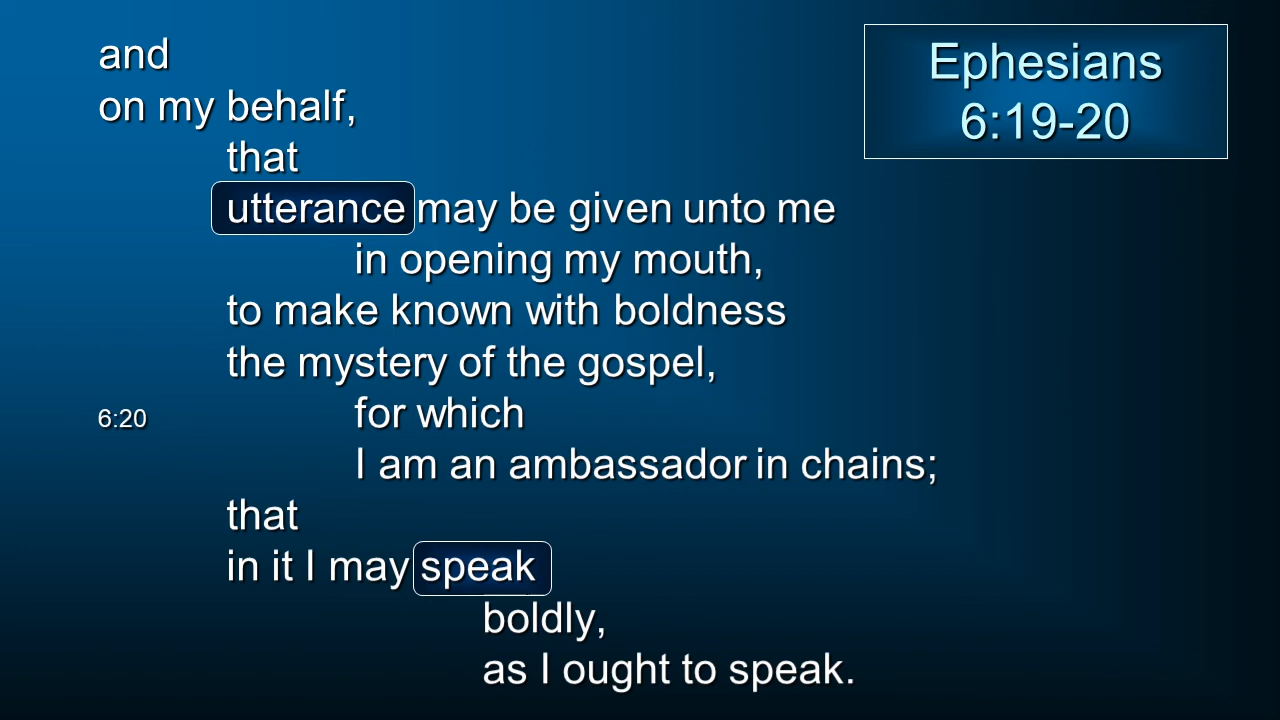 and
on my behalf,
that
utterance may be given unto me
in opening my mouth,
to make known with boldness
the mystery of the gospel,
6:20 for which
I am an ambassador in chains;
that
in it I may speak
boldly,
as I ought to speak.
Ephesians
6:19-20